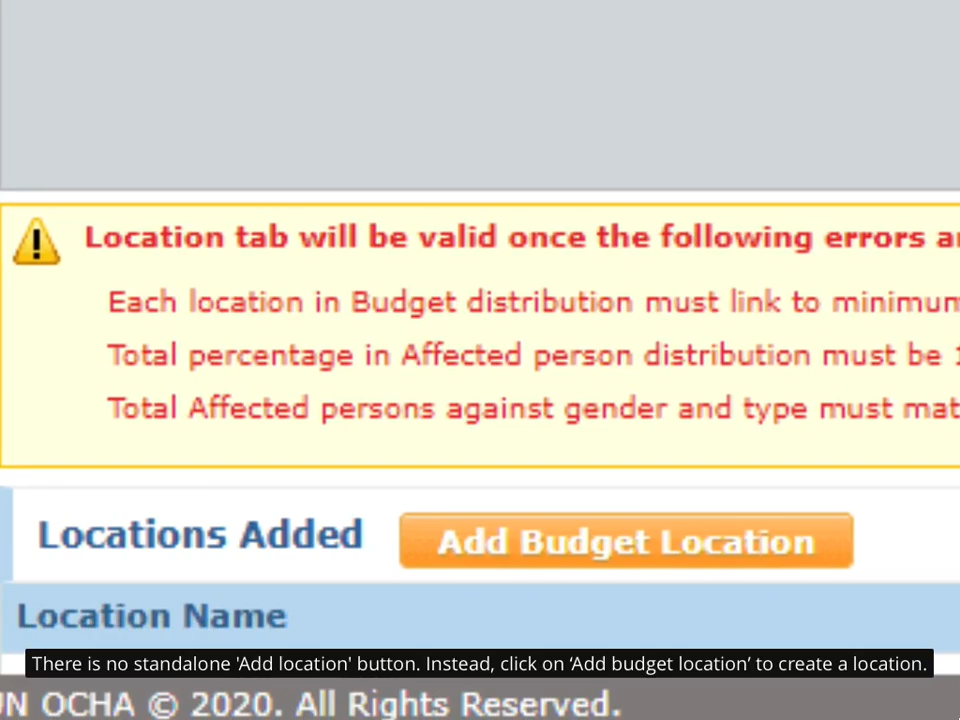 Location tab will be valid once the following errors
Each location in Budget distribution must link to minimum
Total percentage in Affected person distribution must be
Total Affected persons against gender and type must
Locations Added Add Budget Location
Location Name
There is no standalone 'Add location' button. Instead, click on ‘Add budget location’ to create a location.
UN OCHA © 2020. All Rights Reserved.